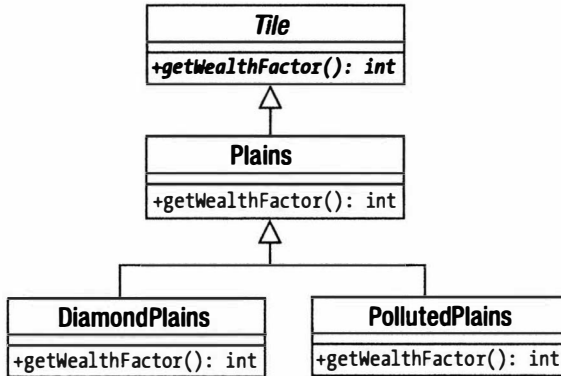 Tile
+getWealthFactor(): int
Plains
+getWealthFactor(): int
DiamondPlains
+getWealthFactor(): int
PollutedPlains
+getWealthFactor(): int